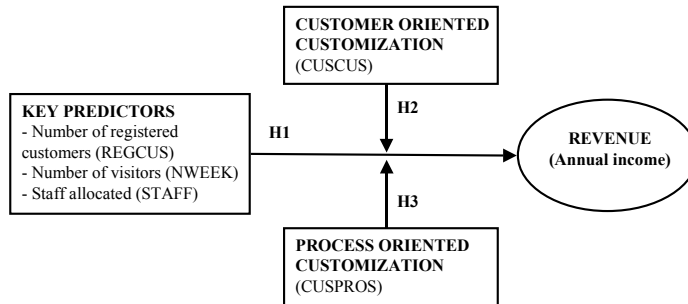 CUSTOMER ORIENTED
CUSTOMIZATION
(CUSCUS)
KEY PREDICTORS
- Number of registered
customers (REGCUS)
- Number of visitors (NWEEK)
- Staff allocated (STAFF)
H1
H2
REVENUE
(Annual income)
H3
PROCESS ORIENTED
CUSTOMIZATION
(CUSPROS)